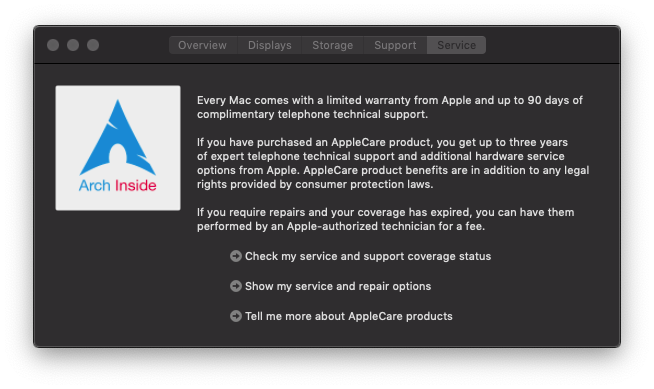 Overview Displays Storage Support Service
Every Mac comes with a limited warranty from Apple and up to 90 days of
complimentary telephone technical support.
If you have purchased an AppleCare product, you get up to three years
of expert telephone technical support and additional hardware service
options from Apple. AppleCare product benefits are in addition to any legal
rights provided by consumer protection laws.
Arch Inside
If you require repairs and your coverage has expired, you can have them
performed by an Apple-authorized technician for a fee.
Check my service and support coverage status
Show my service and repair options
Tell me more about AppleCare products